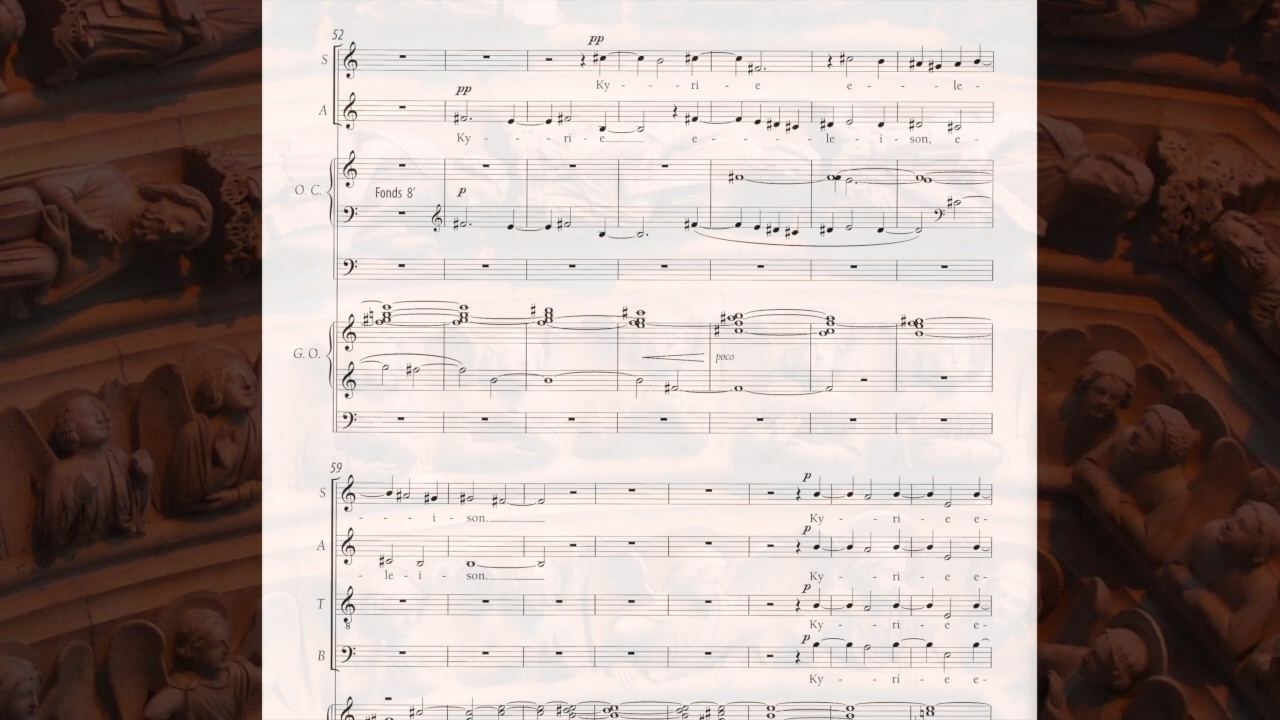 52
pp
S
Ky - - ri - e e - - le -
pp
A
Ky - - - ri - e e - - - le - i - son, e -
O. C.
Fonds 8'
p
G. O.
poco
59
p
S
- - - i - son.
Ky - - ri - e e -
p
A
- le - i - son.
Ky - - ri - e e -
p
T
8
Ky - - ri - e e -
p
B
Ky - - ri - e e -